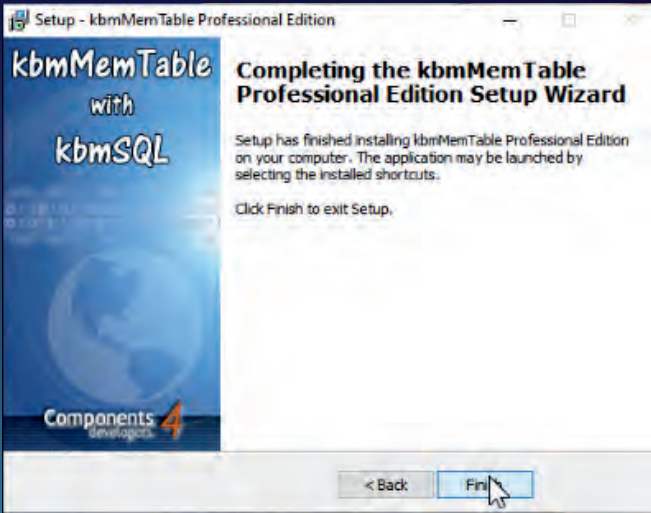 Setup - kbmMemTable Professional Edition
kbmMemTable
with
kbmSQL
Completing the kbmMemTable
Professional Edition Setup Wizard
Setup has finished installing kbmMemTable Professional Edition
on your computer. The application may be launched by
selecting the installed shortcuts.
Click Finish to exit Setup.
Components 4
developers
< Back
Finish